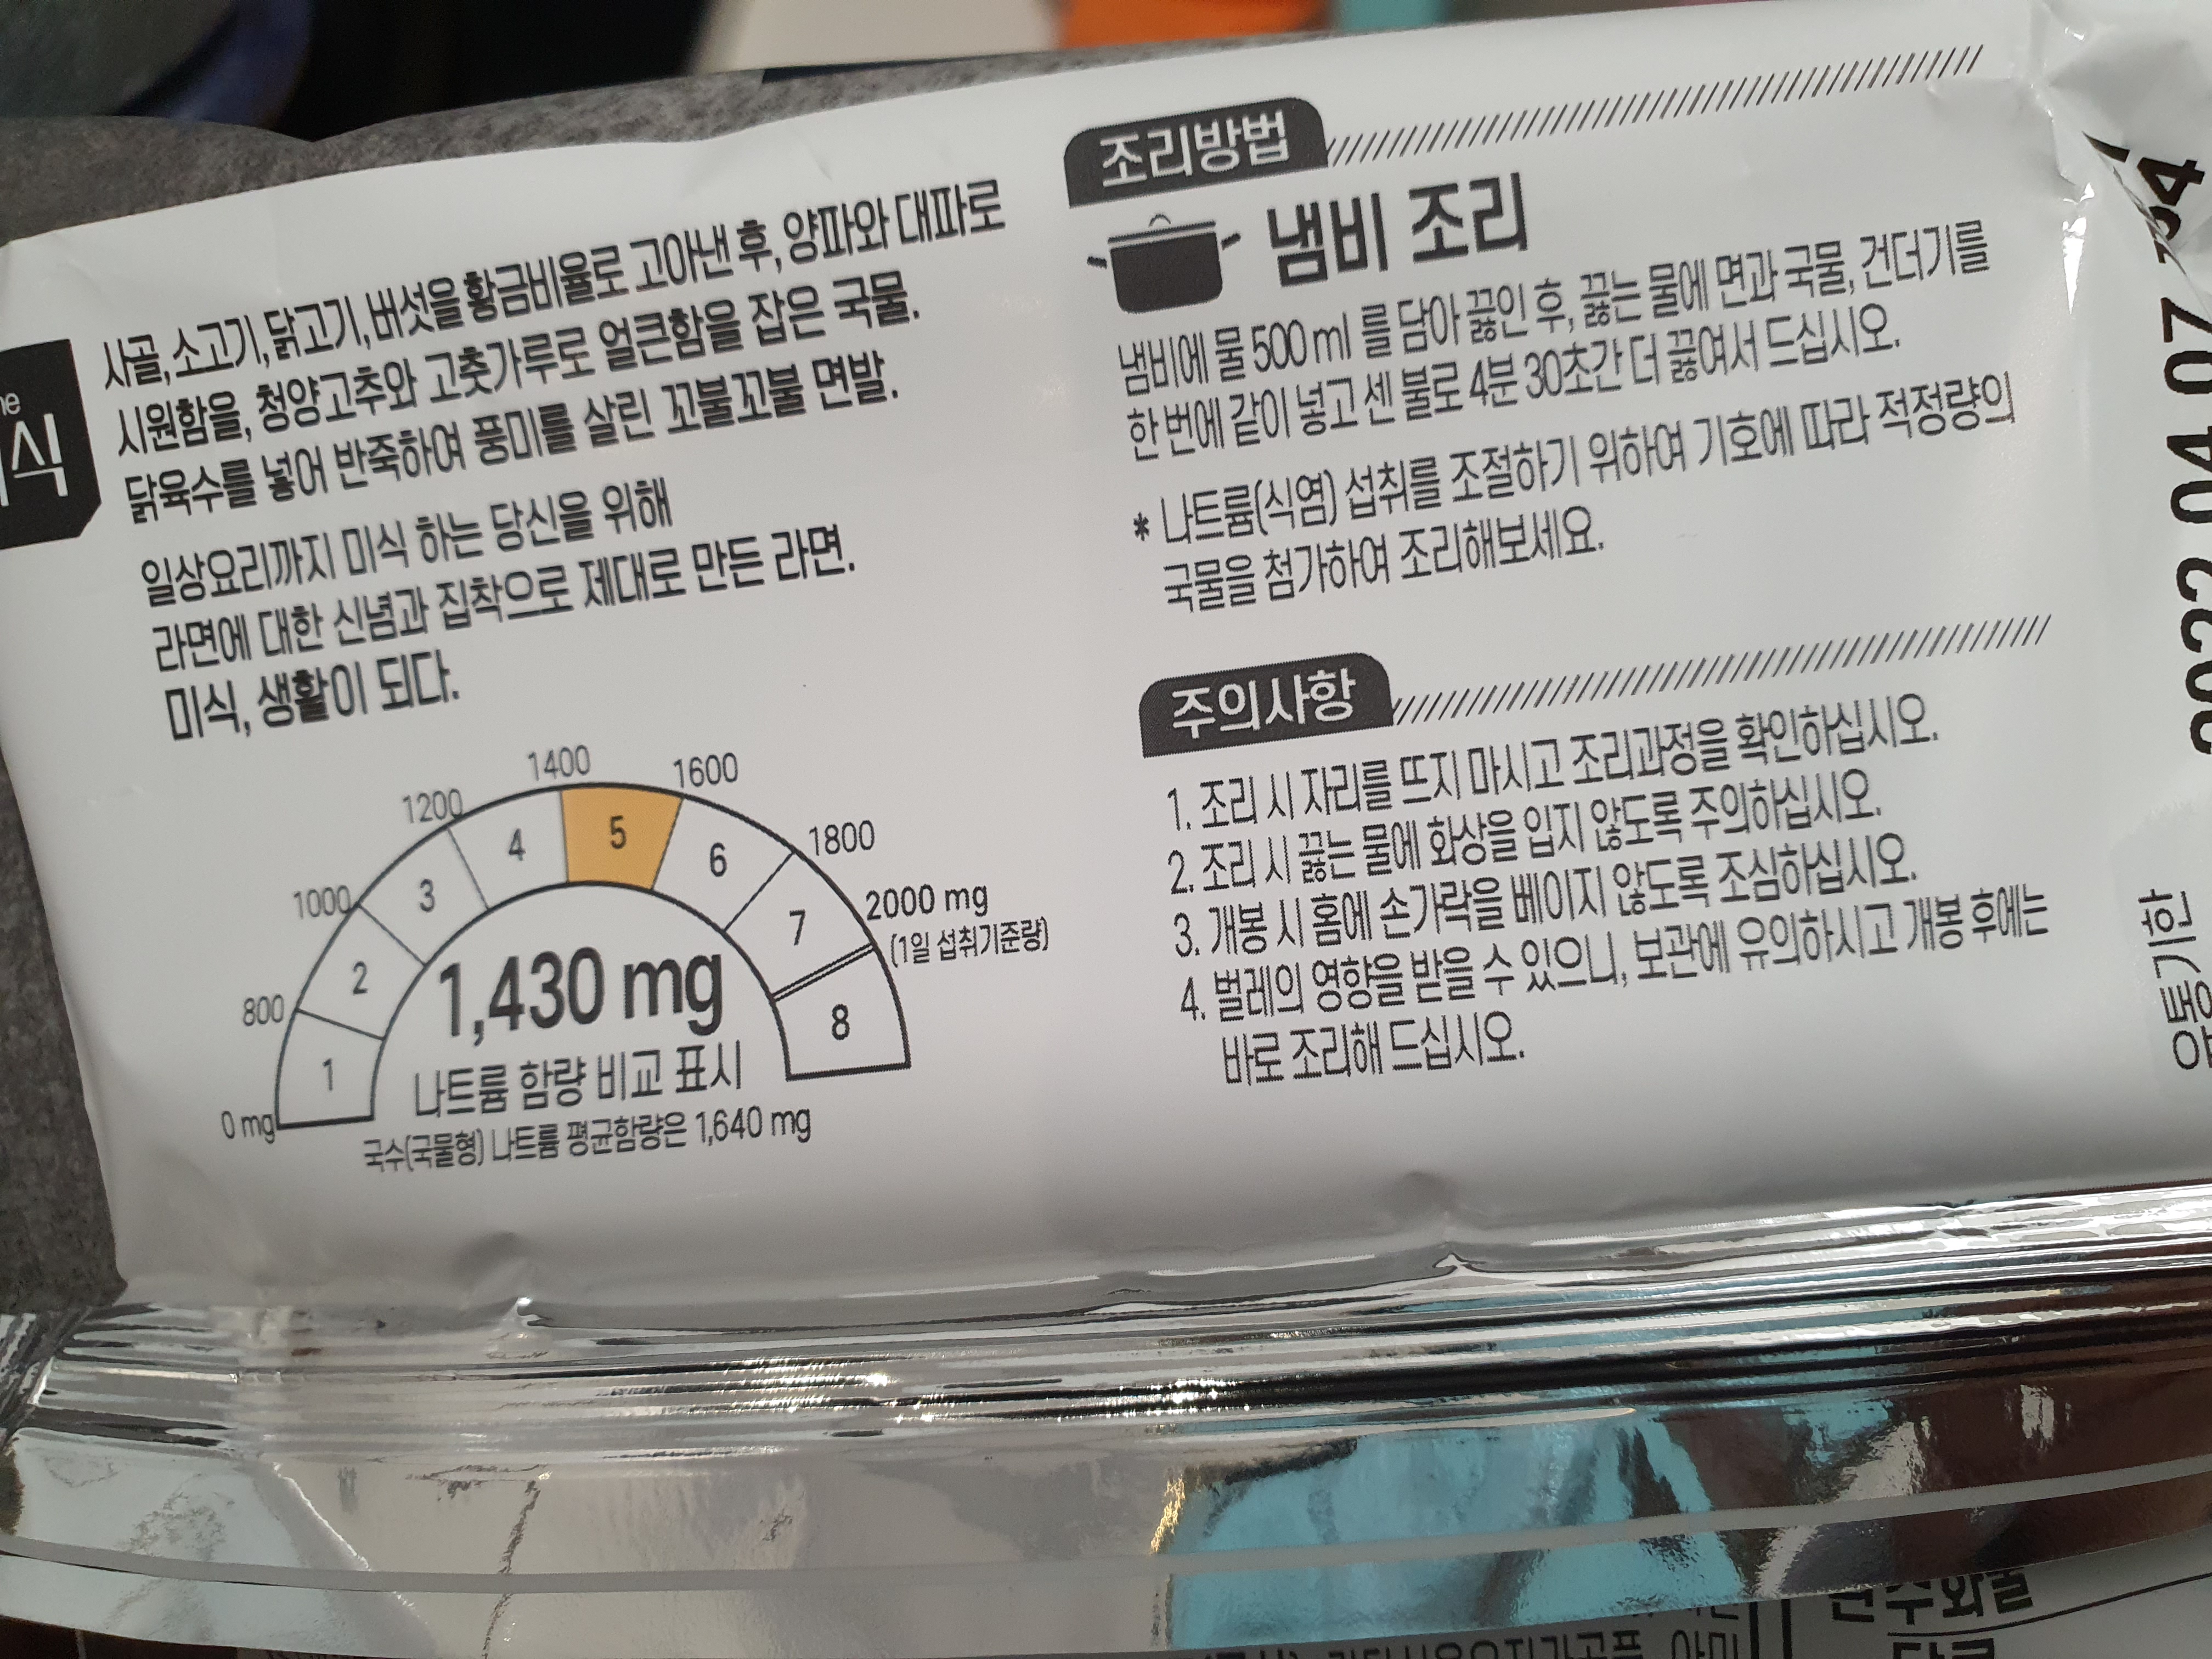 사골, 소고기, 닭고기, 버섯을 황금비율로 고아낸 후, 양파와 대파로
시원함을, 청양고추와 고춧가루로 얼큰함을 잡은 국물.
닭육수를 넣어 반죽하여 풍미를 살린 꼬불꼬불 면발.
일상요리까지 미식 하는 당신을 위해
라면에 대한 신념과 집착으로 제대로 만든 라면.
미식, 생활이 되다.
0 mg
800
1000
1200
1400
1600
1800
2000 mg
(1일 섭취기준량)
1
2
3
4
5
6
7
8
1,430 mg
나트륨 함량 비교 표시
국수(국물형) 나트륨 평균함량은 1,640 mg
조리방법
냄비 조리
냄비에 물 500 ml 를 담아 끓인 후, 끓는 물에 면과 국물, 건더기를
한 번에 같이 넣고 센 불로 4분 30초간 더 끓여서 드십시오.
* 나트륨(식염) 섭취를 조절하기 위하여 기호에 따라 적정량의
국물을 첨가하여 조리해보세요.
주의사항
1. 조리 시 자리를 뜨지 마시고 조리과정을 확인하십시오.
2. 조리 시 끓는 물에 화상을 입지 않도록 주의하십시오.
3. 개봉 시 홈에 손가락을 베이지 않도록 조심하십시오.
4. 벌레의 영향을 받을 수 있으니, 보관에 유의하시고 개봉 후에는
바로 조리해 드십시오.
유통기한
2022 04 07